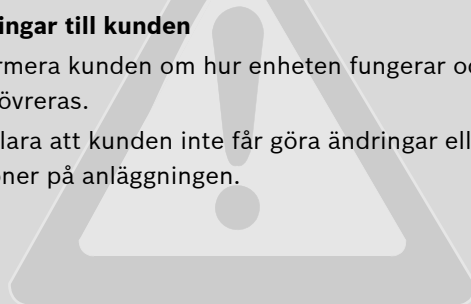 ingar till kunden
rmera kunden om hur enheten fungerar oc
övreras.
lara att kunden inte får göra ändringar ell
oner på anläggningen.